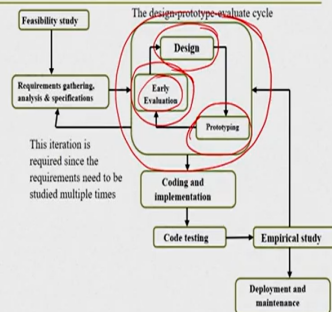 The design-prototype-evaluate cycle
Feasibility study
Design
Requirements gathering,
analysis & specifications
Early
Evaluation
Prototyping
This iteration is
required since the
requirements need to be
studied multiple times
Coding and
implementation
Code testing
Empirical study
Deployment and
maintenance